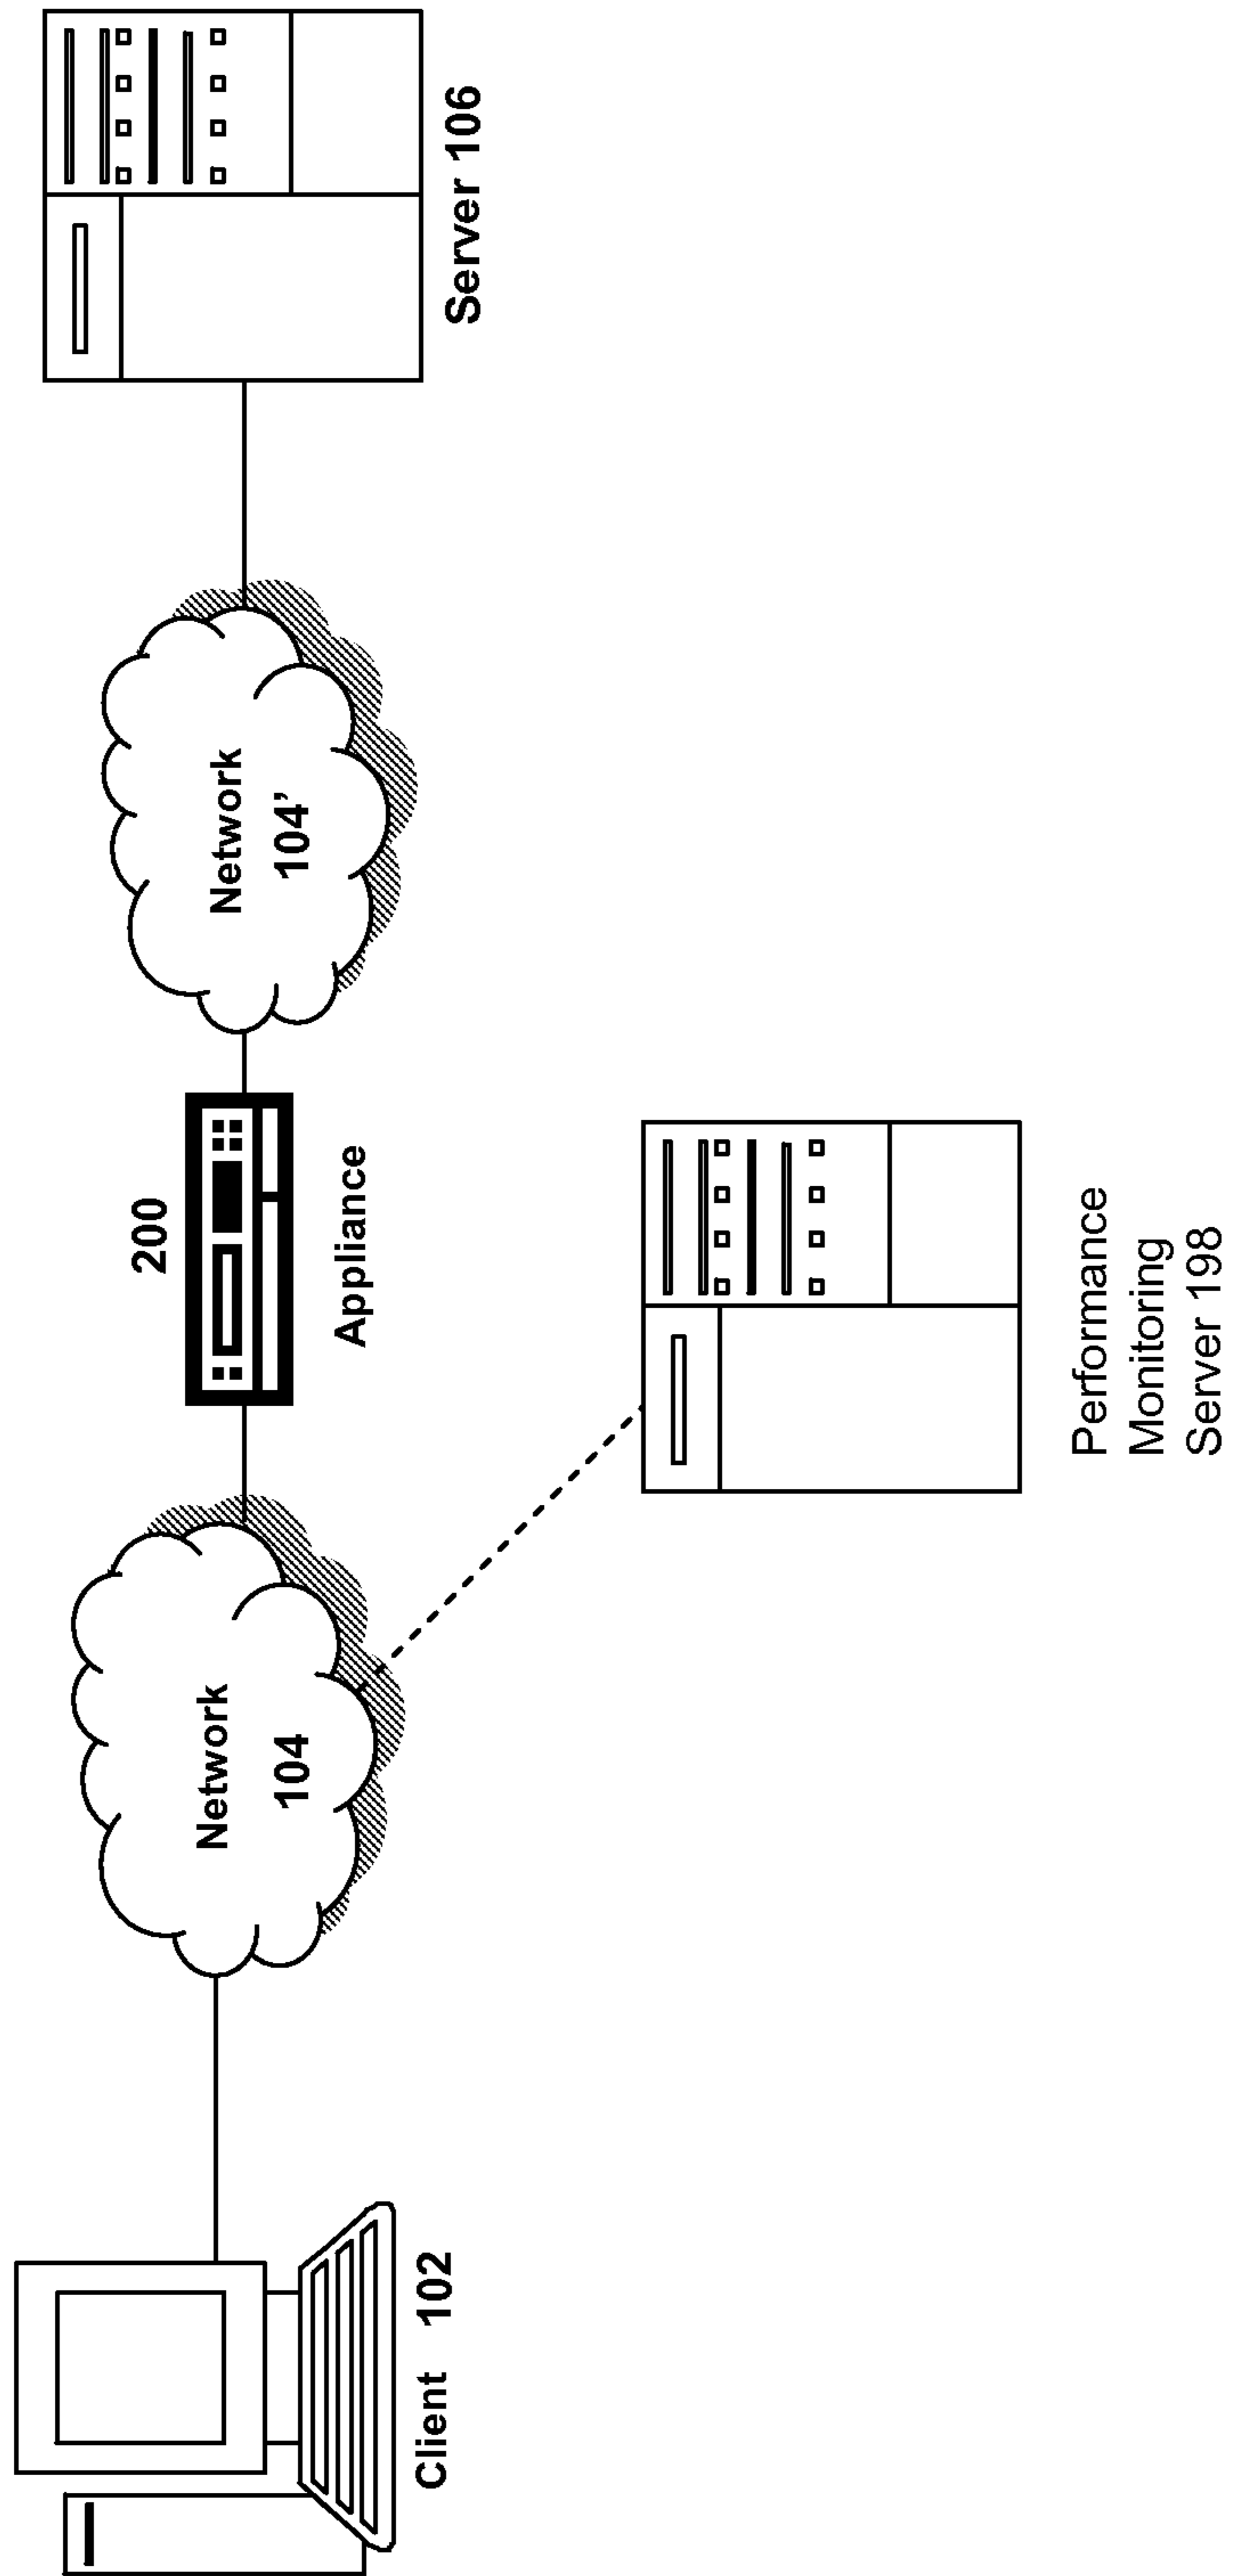 Client 102
Network
104
200
Appliance
Network
104’
Server 106
Performance
Monitoring
Server 198